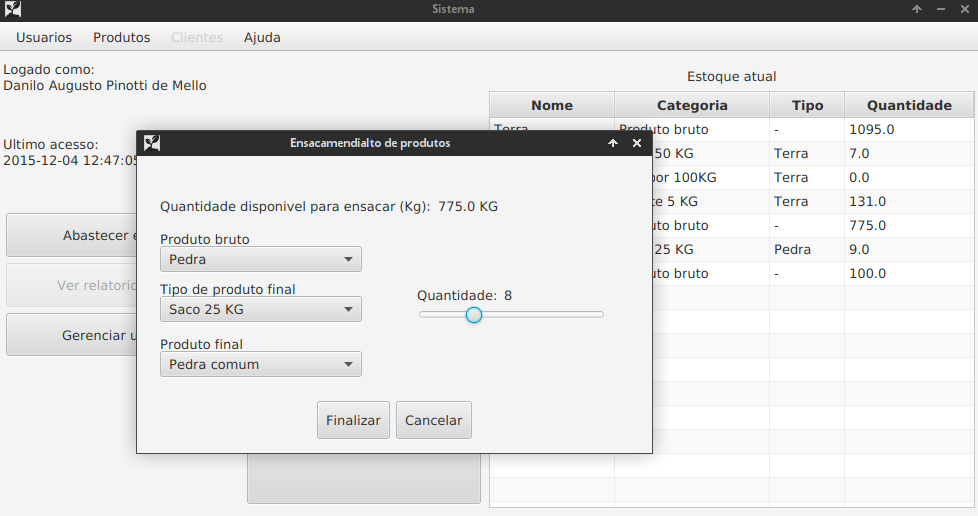 Sistema
Usuarios Produtos Clientes Ajuda
Logado como:
Danilo Augusto Pinotti de Mello
Ultimo acesso:
2015-12-04 12:47:05
Abastecer
Ver
Gerenciar
Estoque atual
Nome Categoria Tipo Quantidade
Terra Produto bruto - 1095.0
50 KG Terra 7.0
por 100KG Terra 0.0
5 KG Terra 131.0
bruto - 775.0
25 KG Pedra 9.0
bruto - 100.0
Ensacamendialto de produtos
Quantidade disponivel para ensacar (Kg): 775.0 KG
Produto bruto
Pedra
Tipo de produto final
Saco 25 KG
Quantidade: 8
Produto final
Pedra comum
Finalizar Cancelar